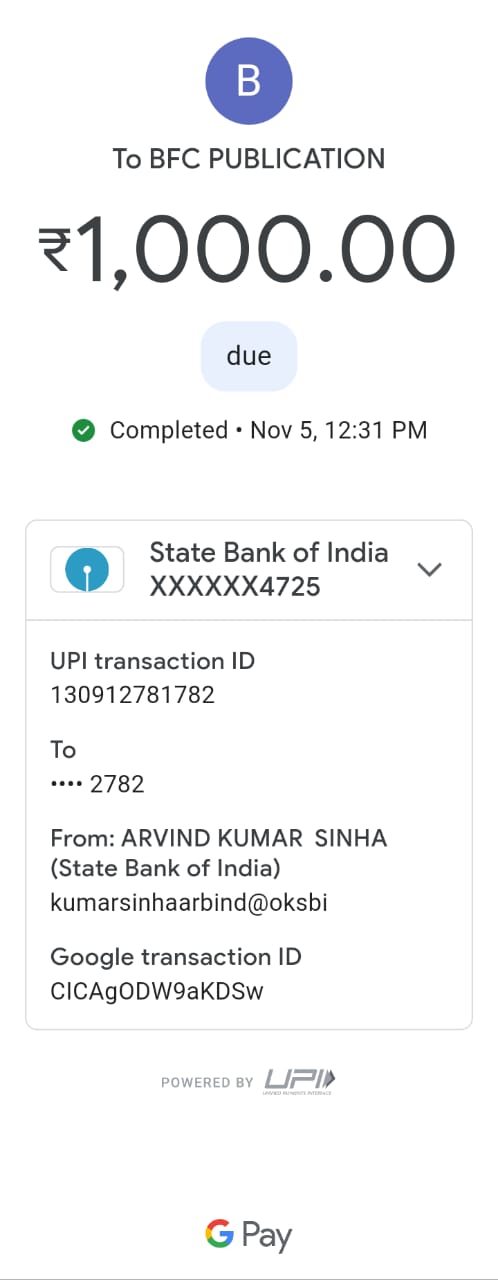 B
To BFC PUBLICATION
₹1,000.00
due
Completed • Nov 5, 12:31 PM
State Bank of India
XXXXXX4725
UPI transaction ID
130912781782
To
•••• 2782
From: ARVIND KUMAR SINHA
(State Bank of India)
kumarsinhaarbind@oksbi
Google transaction ID
CICAgODW9aKDSw
POWERED BY UPI
UNIFIED PAYMENTS INTERFACE
G Pay